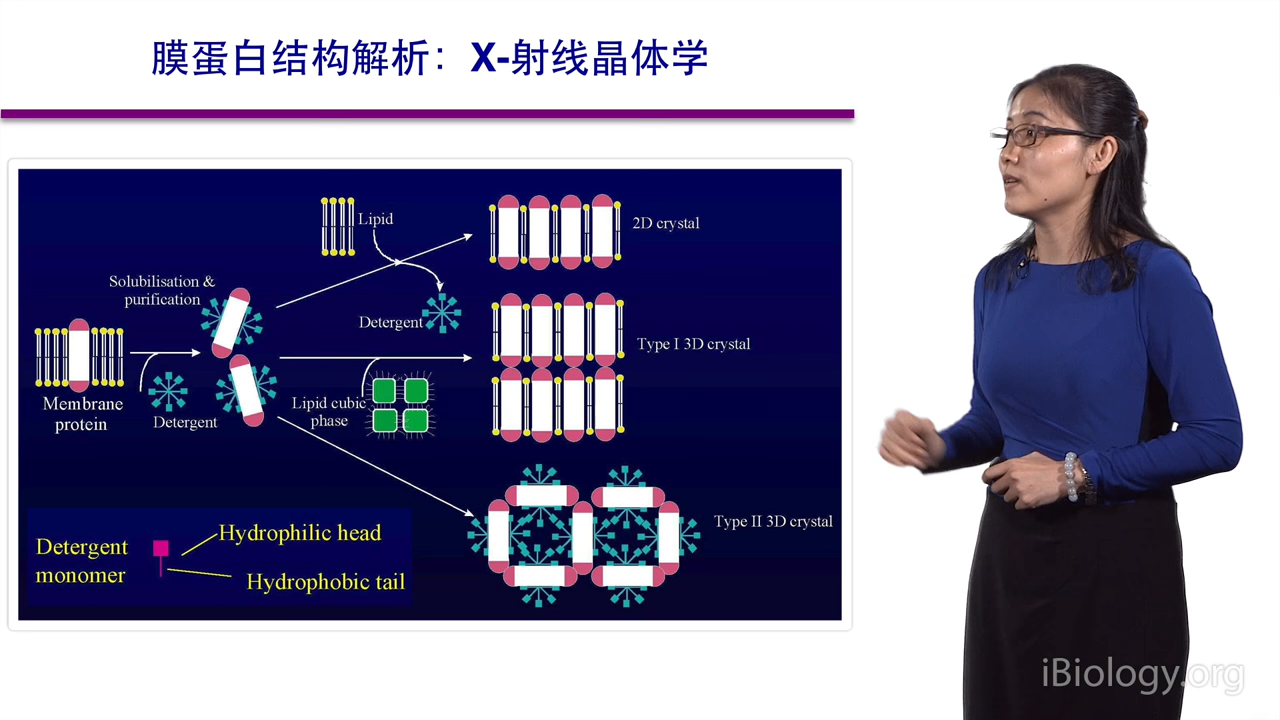 膜蛋白结构解析：X-射线晶体学
Lipid
2D crystal
Solubilisation &
purification
Detergent
Type I 3D crystal
Membrane
protein
Detergent
Lipid cubic
phase
Type II 3D crystal
Detergent
monomer
Hydrophilic head
Hydrophobic tail
iBiology.org